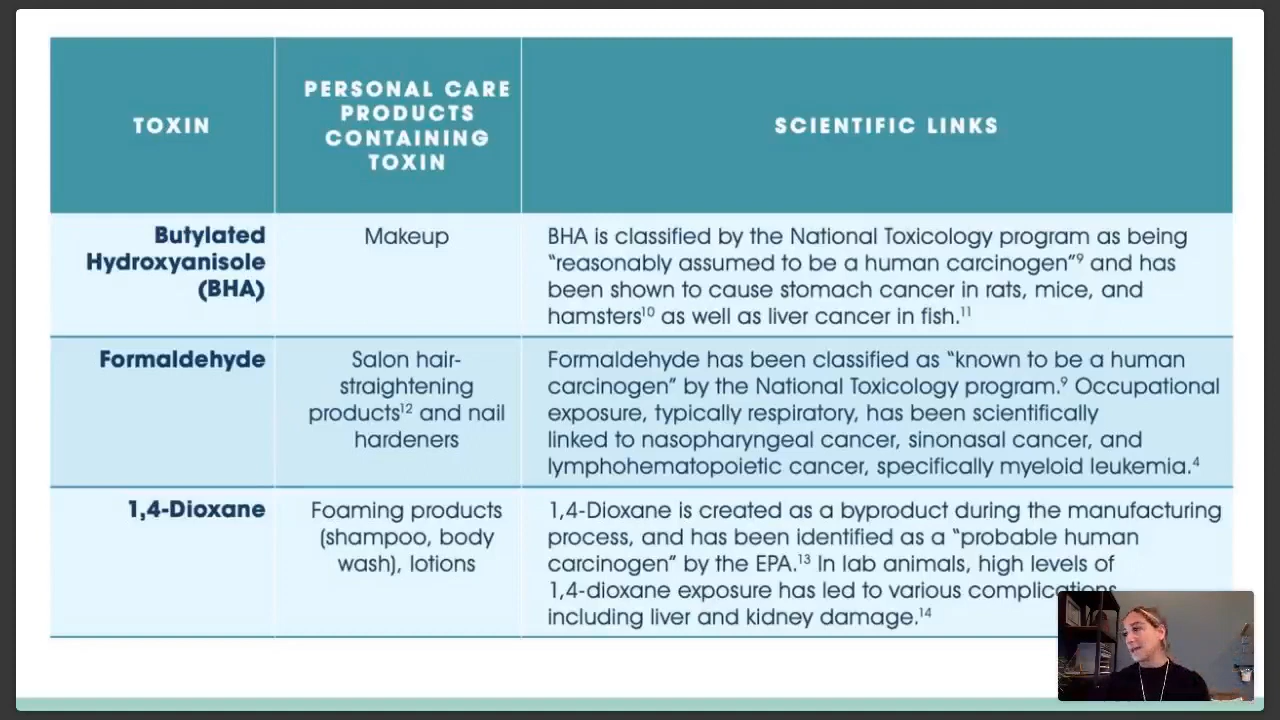 TOXIN
PERSONAL CARE
PRODUCTS
CONTAINING
TOXIN
SCIENTIFIC LINKS
Butylated
Hydroxyanisole
(BHA)
Makeup
BHA is classified by the National Toxicology program as being
“reasonably assumed to be a human carcinogen”⁹ and has
been shown to cause stomach cancer in rats, mice, and
hamsters¹⁰ as well as liver cancer in fish.¹¹
Formaldehyde
Salon hair-
straightening
products¹² and nail
hardeners
Formaldehyde has been classified as “known to be a human
carcinogen” by the National Toxicology program.⁹ Occupational
exposure, typically respiratory, has been scientifically
linked to nasopharyngeal cancer, sinonasal cancer, and
lymphohematopoietic cancer, specifically myeloid leukemia.⁴
1,4-Dioxane
Foaming products
(shampoo, body
wash), lotions
1,4-Dioxane is created as a byproduct during the manufacturing
process, and has been identified as a “probable human
carcinogen” by the EPA.¹³ In lab animals, high levels of
1,4-dioxane exposure has led to various complications
including liver and kidney damage.¹⁴